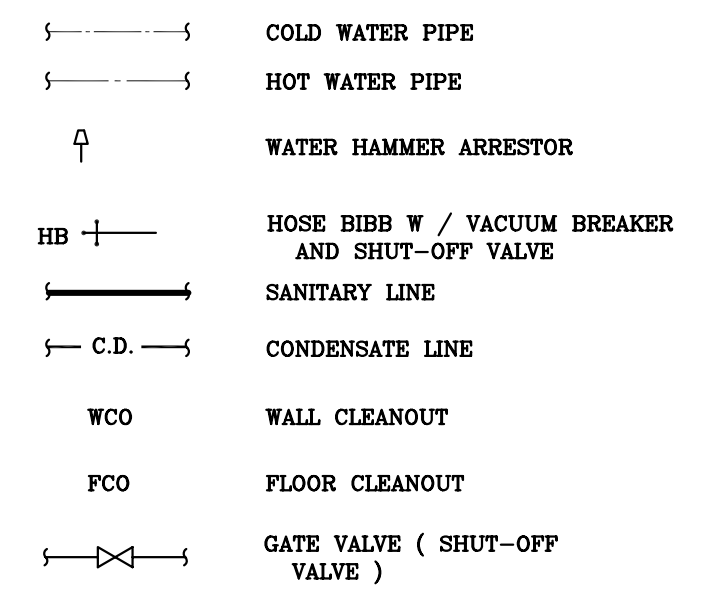 COLD WATER PIPE
HOT WATER PIPE
WATER HAMMER ARRESTOR
HB HOSE BIBB W / VACUUM BREAKER
AND SHUT-OFF VALVE
SANITARY LINE
C.D. CONDENSATE LINE
WCO WALL CLEANOUT
FCO FLOOR CLEANOUT
GATE VALVE ( SHUT-OFF
VALVE )